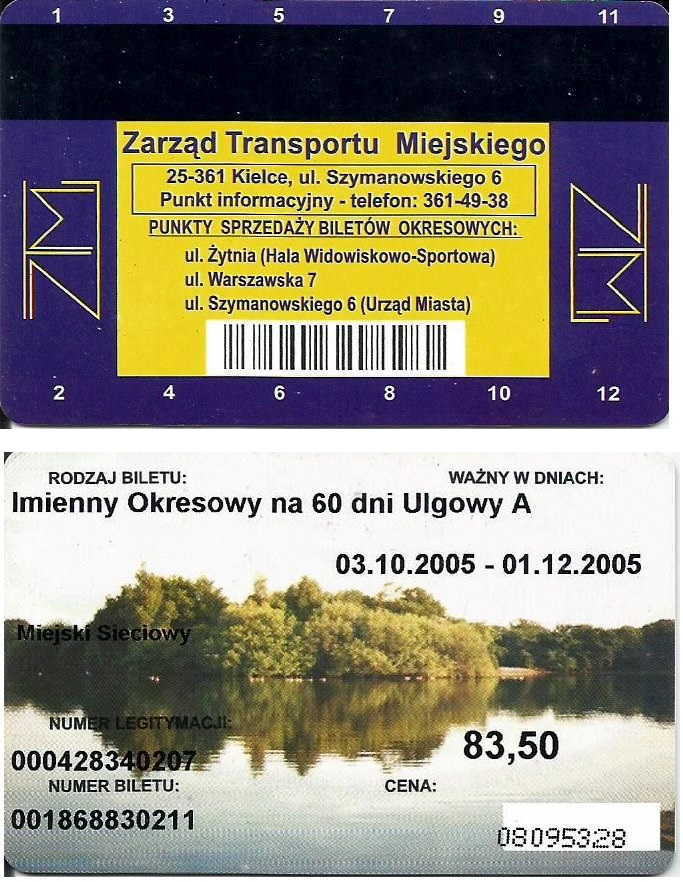 1 3 5 7 9 11
Zarząd Transportu Miejskiego
25-361 Kielce, ul. Szymanowskiego 6
Punkt informacyjny - telefon: 361-49-38
PUNKTY SPRZEDAŻY BILETÓW OKRESOWYCH:
ul. Żytnia (Hala Widowiskowo-Sportowa)
ul. Warszawska 7
ul. Szymanowskiego 6 (Urząd Miasta)
ZM
ZM
2 4 6 8 10 12
RODZAJ BILETU: WAŻNY W DNIACH:
Imienny Okresowy na 60 dni Ulgowy A
03.10.2005 - 01.12.2005
Miejski Sieciowy
NUMER LEGITYMACJI:
000428340207 83,50
NUMER BILETU: CENA:
001868830211
08095328